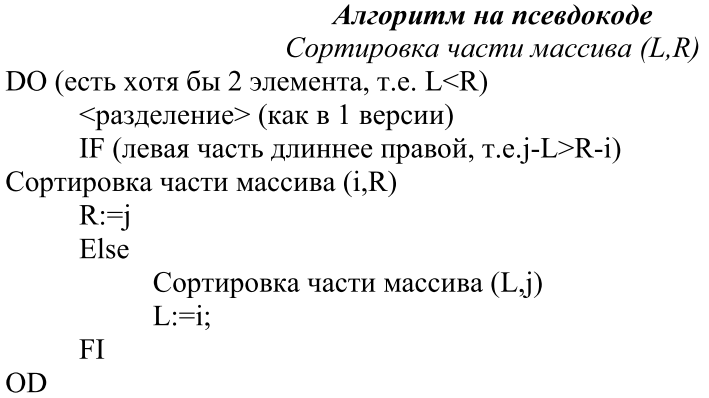 Алгоритм на псевдокоде
Сортировка части массива (L,R)
DO (есть хотя бы 2 элемента, т.е. L<R)
<разделение> (как в 1 версии)
IF (левая часть длиннее правой, т.е.j-L>R-i)
Сортировка части массива (i,R)
R:=j
Else
Сортировка части массива (L,j)
L:=i;
FI
OD